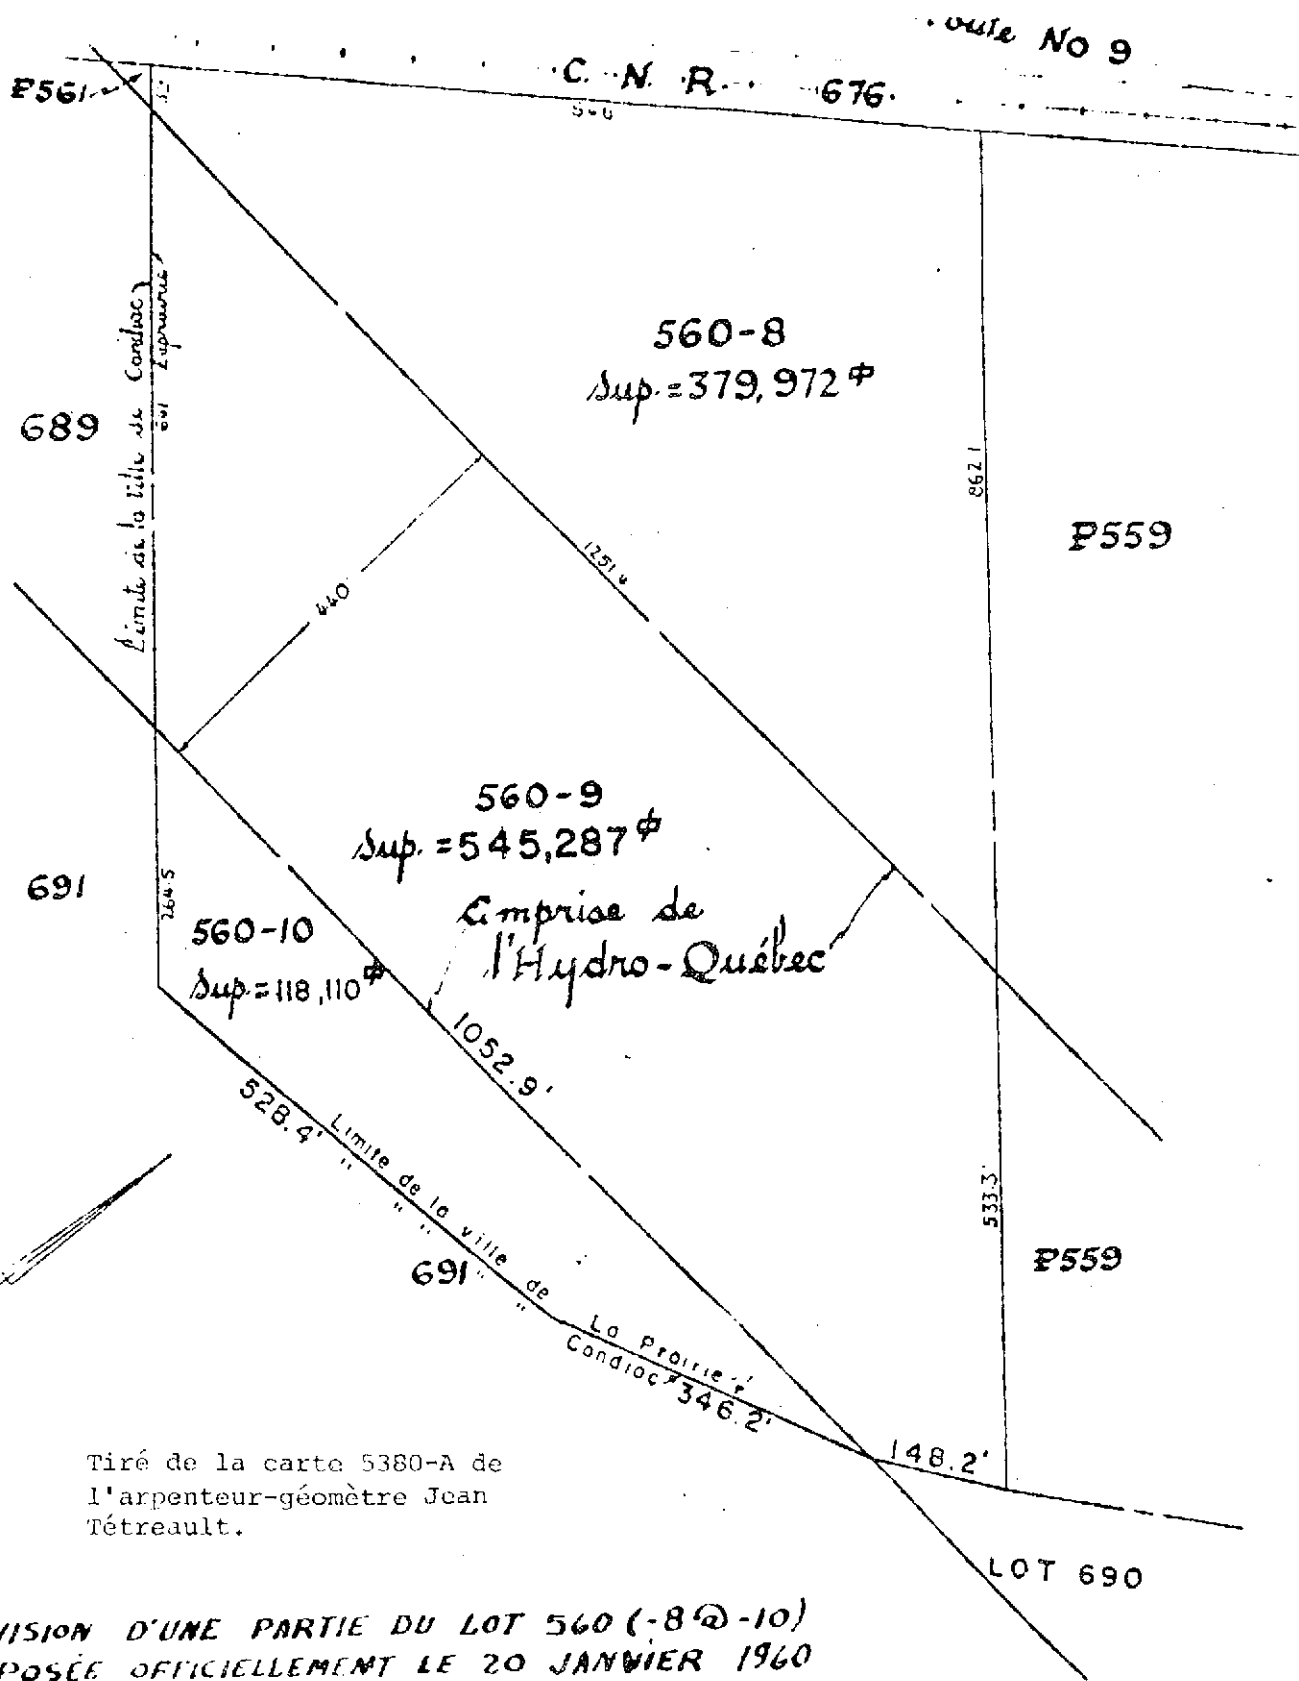 No 9
C. N. R. 676.
P561
560-8
Sup. = 379,972
Limite de la Ville de Candiac
Laprairie
689
862.1
P559
1251.4
440'
560-9
Sup. = 545,287
Emprise de
l'Hydro-Québec
691
264.5
560-10
Sup. = 118,110
1052.9'
528.4'
Limite de la ville de La Prairie
" " " " " Candiac
691
346.2'
533.3'
P559
148.2'
LOT 690
Tiré de la carte 5380-A de
l'arpenteur-géomètre Jean
Tétreault.
VISION D'UNE PARTIE DU LOT 560 (-8 @ -10)
POSÉE OFFICIELLEMENT LE 20 JANVIER 1960